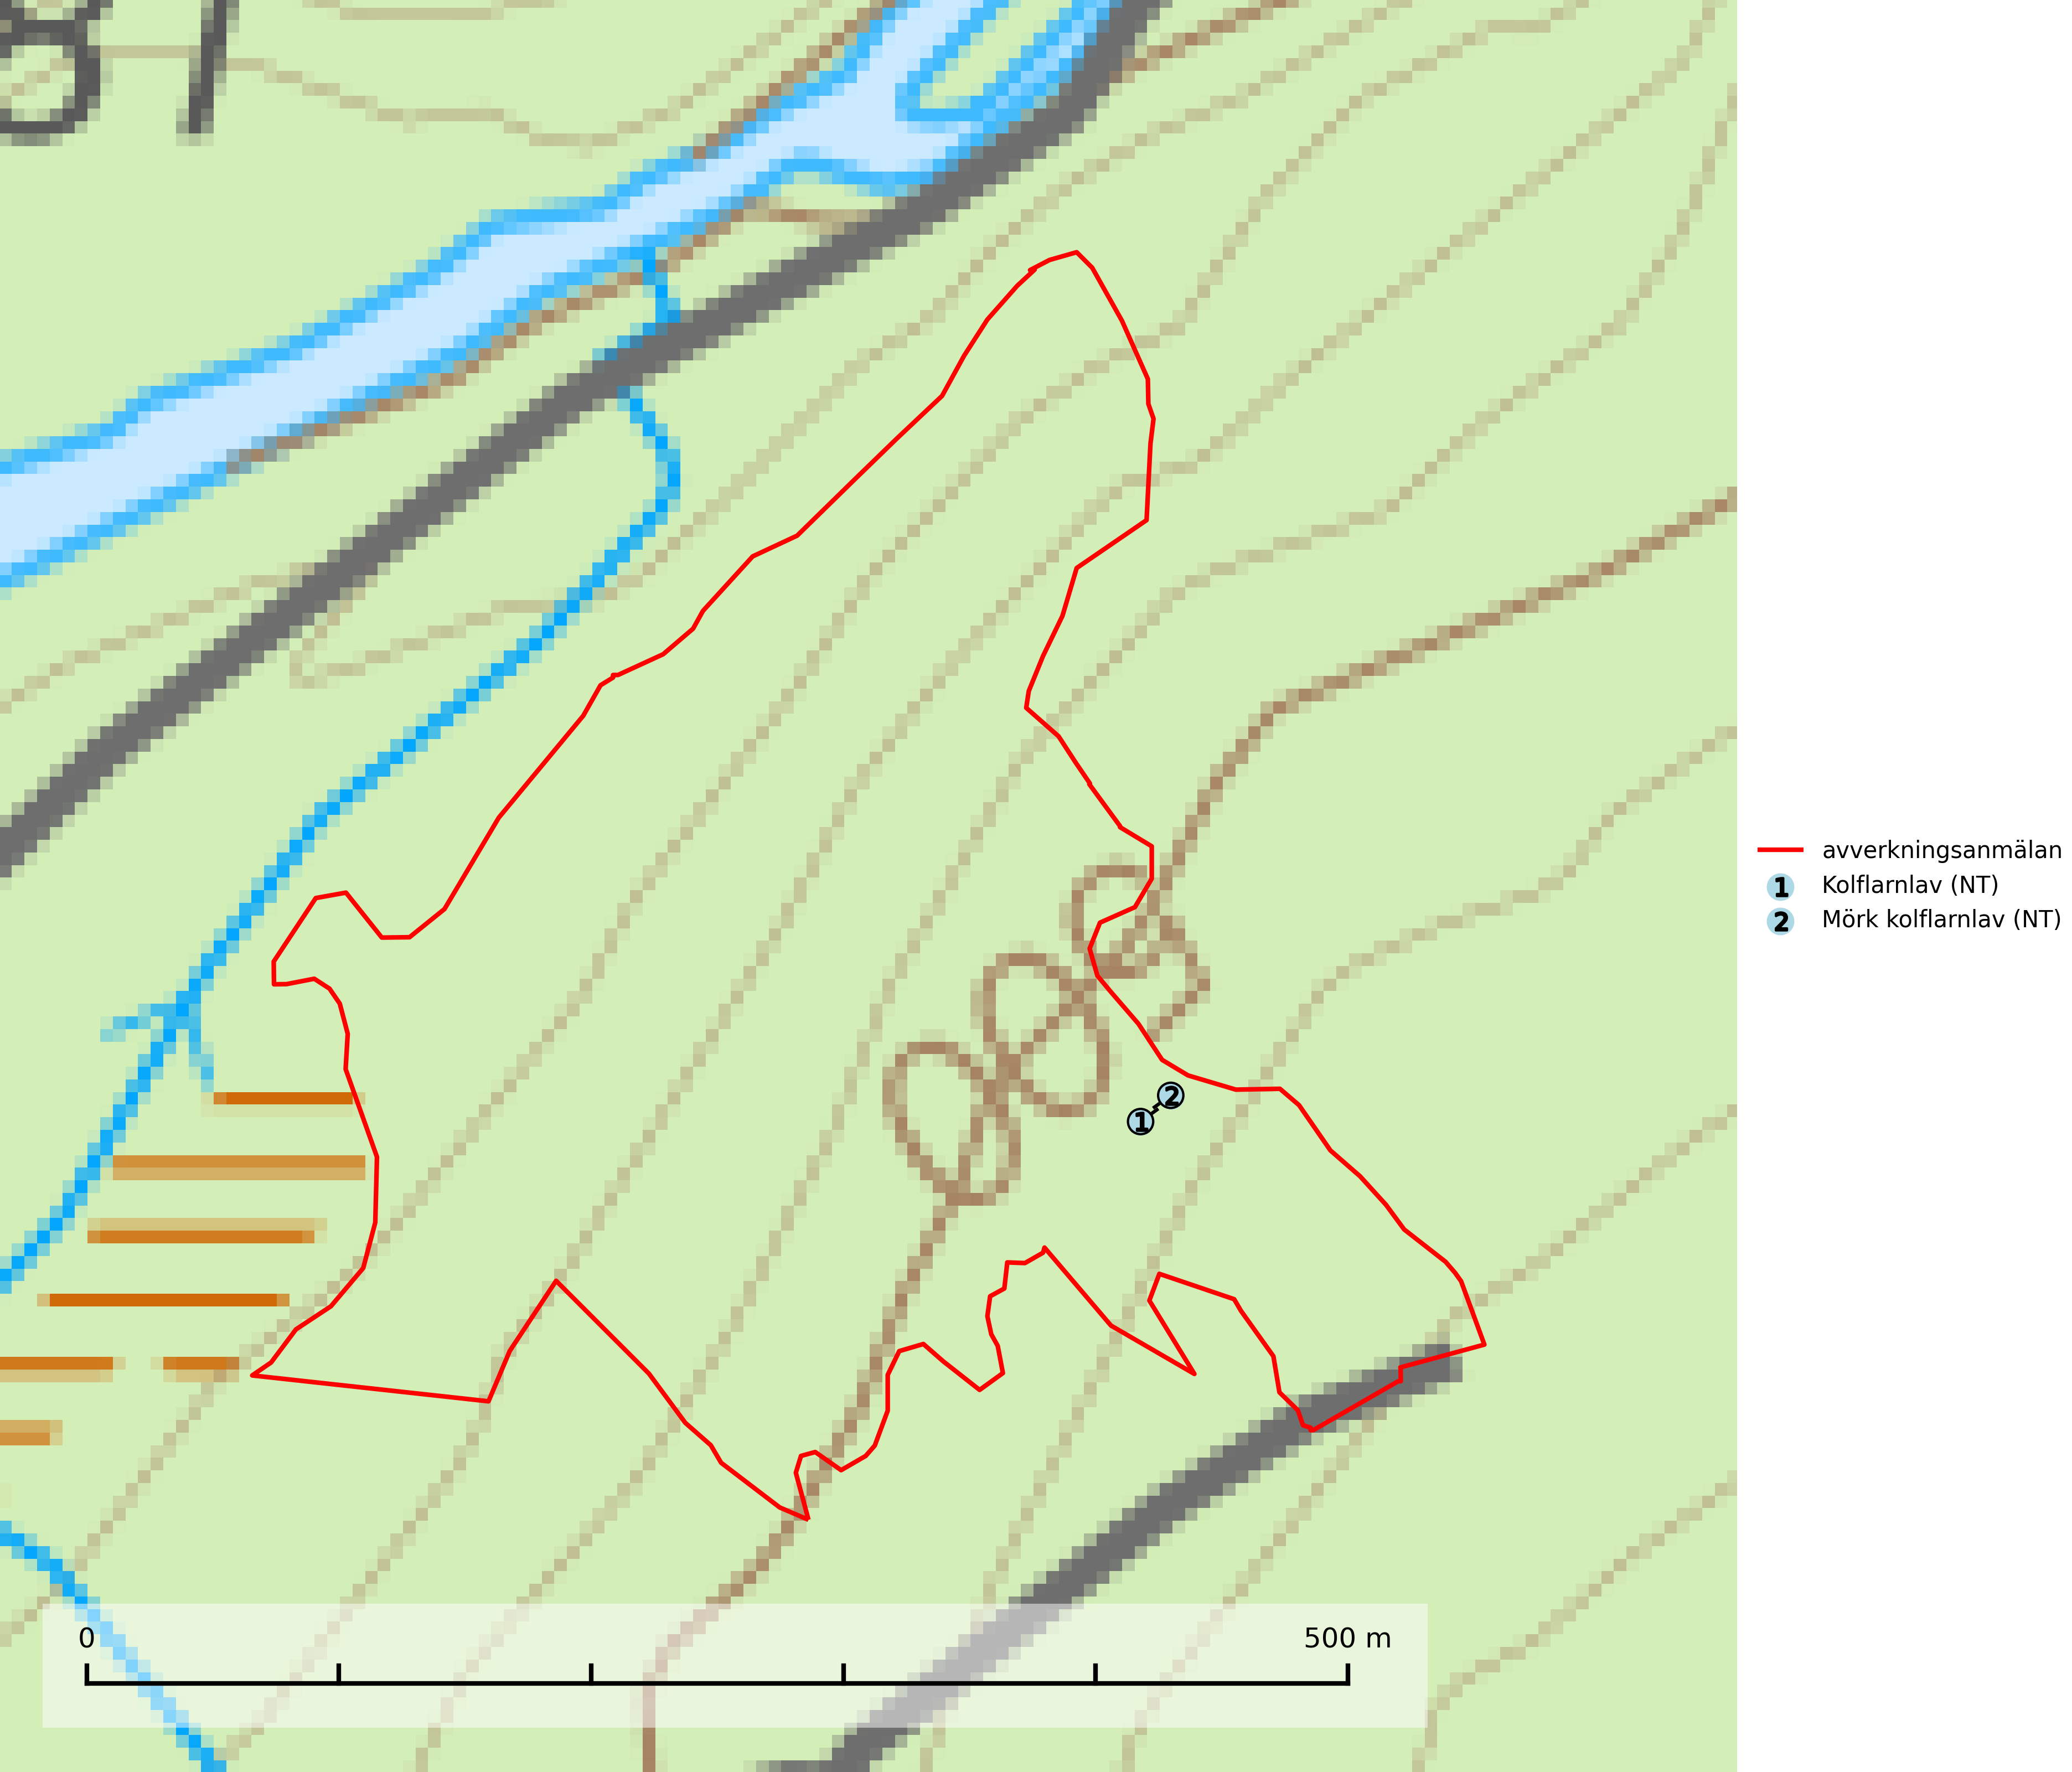 avverkningsanmälan
1 Kolflarnlav (NT)
2 Mörk kolflarnlav (NT)
2
1
0 500 m